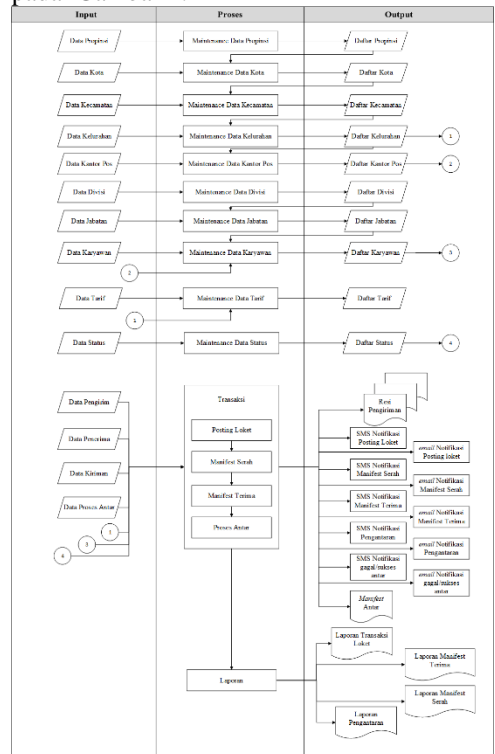 Input Proses Output
Data Propinsi Maintenance Data Propinsi Daftar Propinsi
Data Kota Maintenance Data Kota Daftar Kota
Data Kecamatan Maintenance Data Kecamatan Daftar Kecamatan
Data Kelurahan Maintenance Data Kelurahan Daftar Kelurahan 1
Data Kantor Pos Maintenance Data Kantor Pos Daftar Kantor Pos 2
Data Divisi Maintenance Data Divisi Daftar Divisi
Data Jabatan Maintenance Data Jabatan Daftar Jabatan
Data Karyawan Maintenance Data Karyawan Daftar Karyawan 3
2
Data Tarif Maintenance Data Tarif Daftar Tarif
1
Data Status Maintenance Data Status Daftar Status 4
Data Pengirim
Data Penerima
Data Kiriman
Data Proses Antar
1
3
4
Transaksi
Posting Loket
Manifest Serah
Manifest Terima
Proses Antar
Laporan
Resi
Pengiriman
SMS Notifikasi
Posting Loket
email Notifikasi
Posting loket
SMS Notifikasi
Manifest Serah
email Notifikasi
Manifest Serah
SMS Notifikasi
Manifest Terima
email Notifikasi
Manifest Terima
SMS Notifikasi
Pengantaran
email Notifikasi
Pengantaran
SMS Notifikasi
gagal/sukses
antar
email Notifikasi
gagal/sukses
antar
Manifest
Antar
Laporan Transaksi
Loket
Laporan Manifest
Terima
Laporan Manifest
Serah
Laporan
Pengantaran